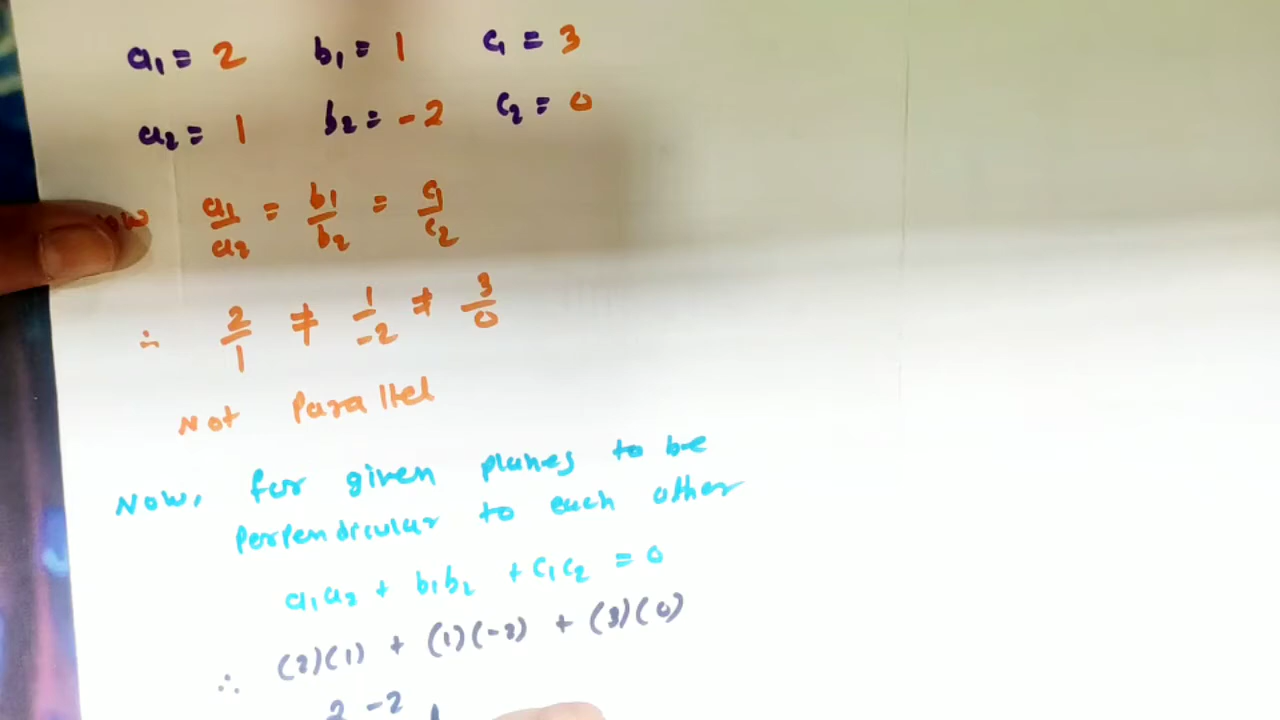 a₁ = 2 b₁ = 1 c₁ = 3
a₂ = 1 b₂ = -2 c₂ = 0
a₁/a₂ = b₁/b₂ = c₁/c₂
∴ 2/1 ≠ 1/-2 ≠ 3/0
Not Parallel
Now, for given planes to be
perpendicular to each other
a₁a₂ + b₁b₂ + c₁c₂ = 0
∴ (2)(1) + (1)(-2) + (3)(0)
2 -2